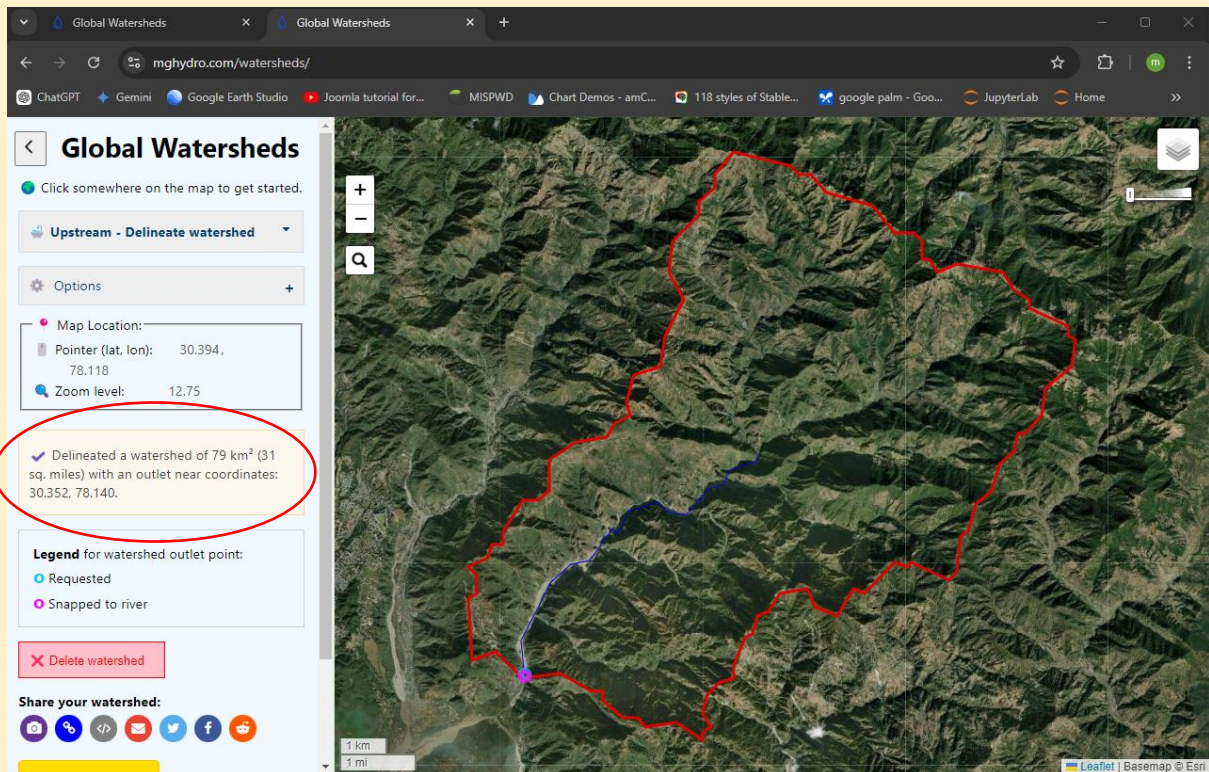 Global Watersheds
Global Watersheds
mghydro.com/watersheds/
m
ChatGPT
Gemini
Google Earth Studio
Joomla tutorial for...
MISPWD
Chart Demos - amC...
118 styles of Stable...
google palm - Goo...
JupyterLab
Home
»
Global Watersheds
Click somewhere on the map to get started.
Upstream - Delineate watershed
Options
+
Map Location:
Pointer (lat, lon): 30.394,
78.118
Zoom level: 12.75
Delineated a watershed of 79 km² (31
sq. miles) with an outlet near coordinates:
30.352, 78.140.
Legend for watershed outlet point:
Requested
Snapped to river
Delete watershed
Share your watershed:
+
−
1 km
1 mi
Leaflet | Basemap © Esri